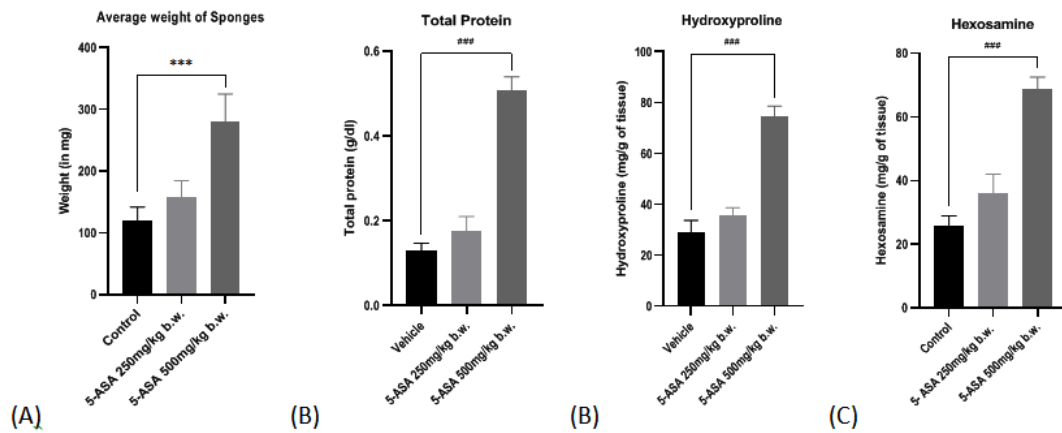 Average weight of Sponges
***
Weight (in mg)
400
300
200
100
0
Control
5-ASA 250mg/kg b.w.
5-ASA 500mg/kg b.w.
(A)
Total Protein
###
Total protein (g/dl)
0.6
0.4
0.2
0.0
Vehicle
5-ASA 250mg/kg b.w.
5-ASA 500mg/kg b.w.
(B)
Hydroxyproline
###
Hydroxyproline (mg/g of tissue)
100
80
60
40
20
0
Vehicle
5-ASA 250mg/kg b.w.
5-ASA 500mg/kg b.w.
(B)
Hexosamine
###
Hexosamine (mg/g of tissue)
80
60
40
20
0
Control
5- ASA 250mg/kg b.w.
5-ASA 500mg/kg b.w.
(C)